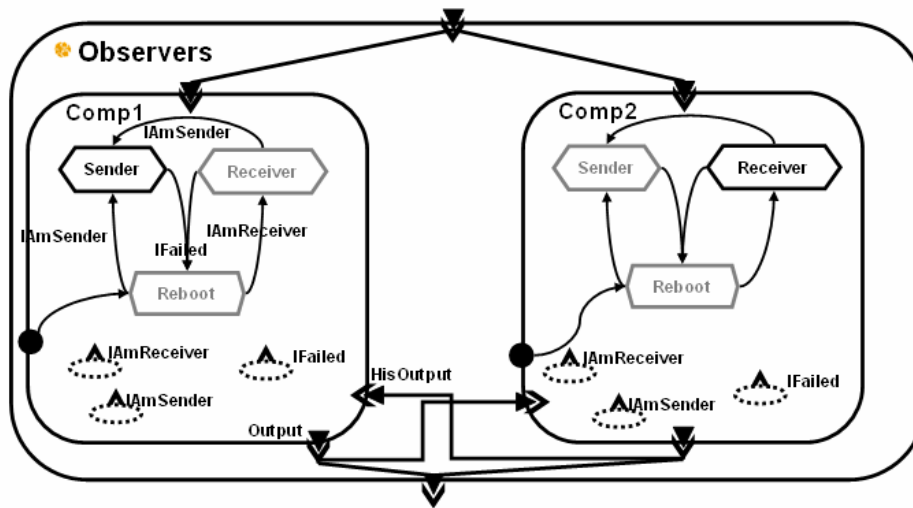 Observers
Comp1
IAmSender
Sender
Receiver
IAmSender
IAmReceiver
IFailed
Reboot
IAmReceiver
IFailed
IAmSender
HisOutput
Output
Comp2
Sender
Receiver
Reboot
IAmReceiver
IFailed
IAmSender